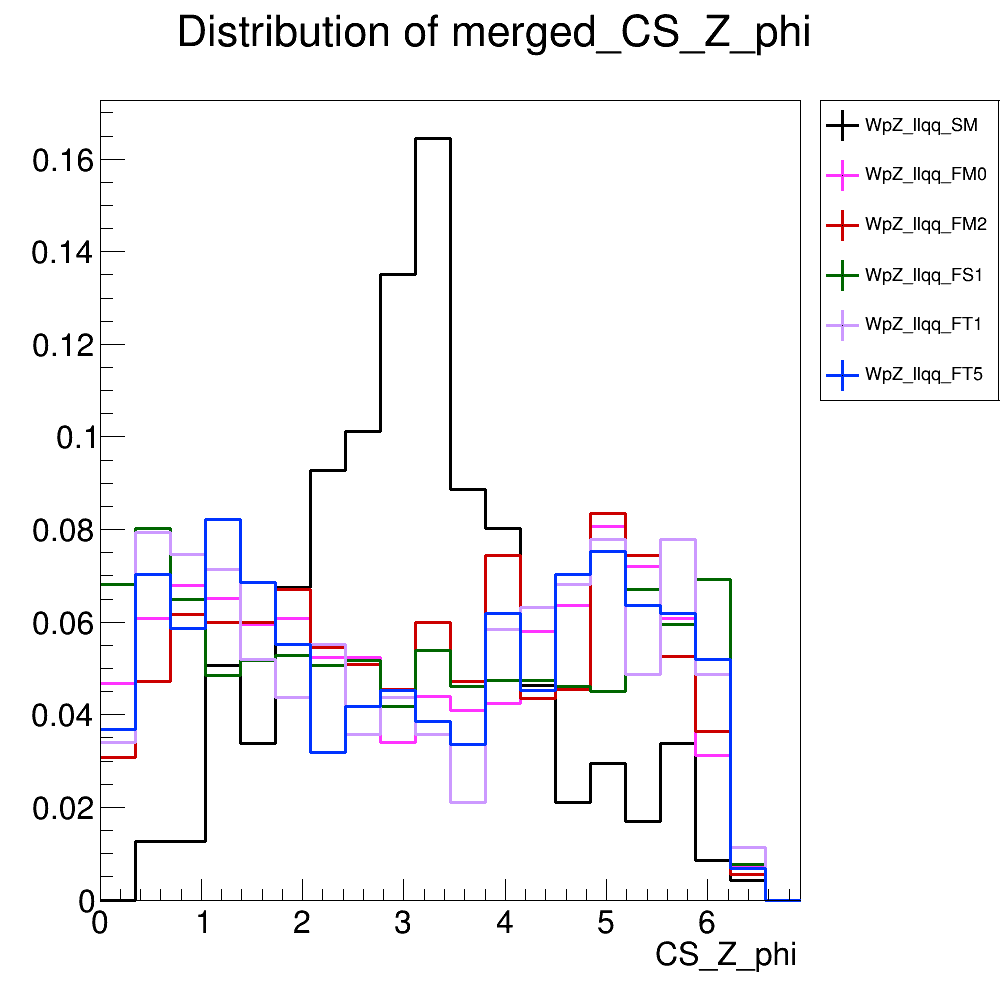 Distribution of merged_CS_Z_phi
0.16
0.14
0.12
0.1
0.08
0.06
0.04
0.02
0
0 1 2 3 4 5 6
CS_Z_phi
WpZ_llqq_SM
WpZ_llqq_FM0
WpZ_llqq_FM2
WpZ_llqq_FS1
WpZ_llqq_FT1
WpZ_llqq_FT5